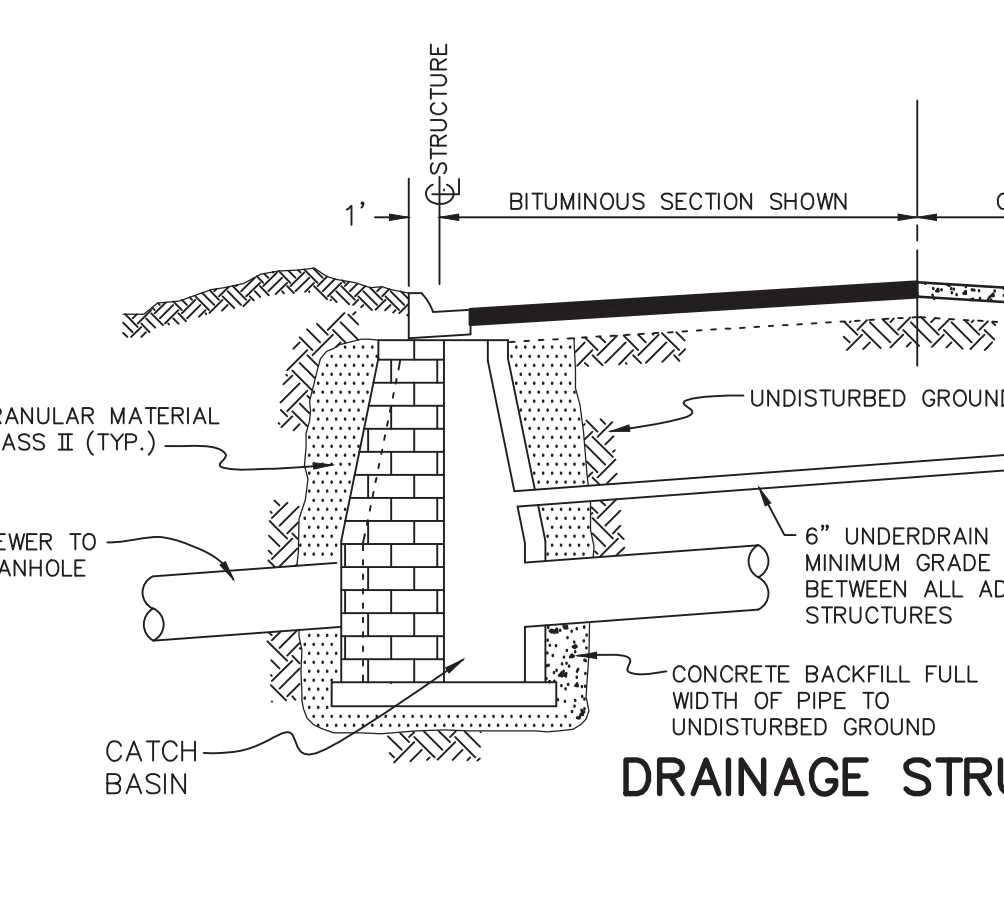 ℄ STRUCTURE
1'
BITUMINOUS SECTION SHOWN
UNDISTURBED GROUND
RANULAR MATERIAL
ASS II (TYP.)
EWER TO
ANHOLE
6" UNDERDRAIN
MINIMUM GRADE
BETWEEN ALL AD
STRUCTURES
CONCRETE BACKFILL FULL
WIDTH OF PIPE TO
UNDISTURBED GROUND
CATCH
BASIN
DRAINAGE STRU